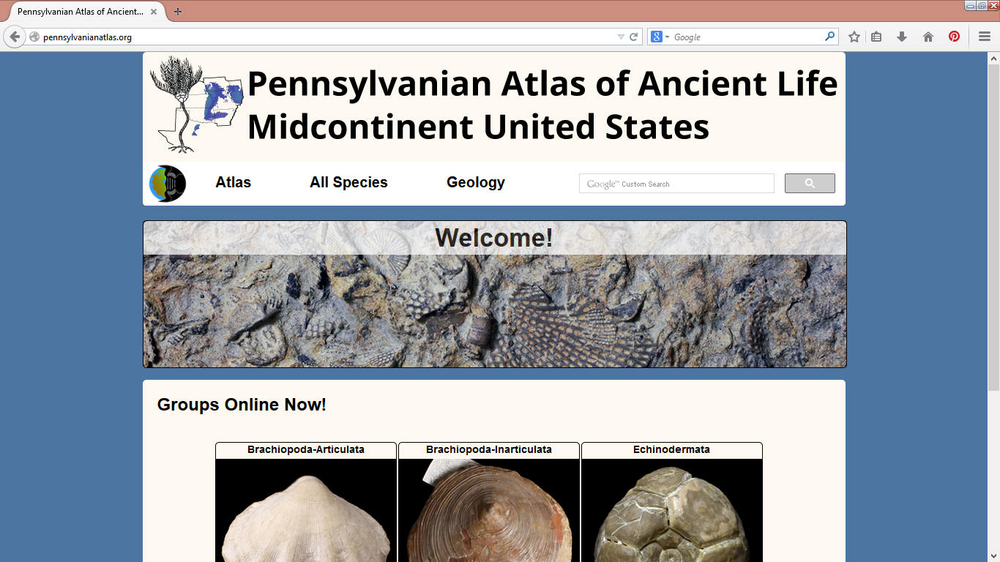 Pennsylvanian Atlas of Ancient...
pennsylvanianatlas.org
Google
Pennsylvanian Atlas of Ancient Life
Midcontinent United States
Atlas
All Species
Geology
Google™ Custom Search
Welcome!
Groups Online Now!
Brachiopoda-Articulata
Brachiopoda-Inarticulata
Echinodermata